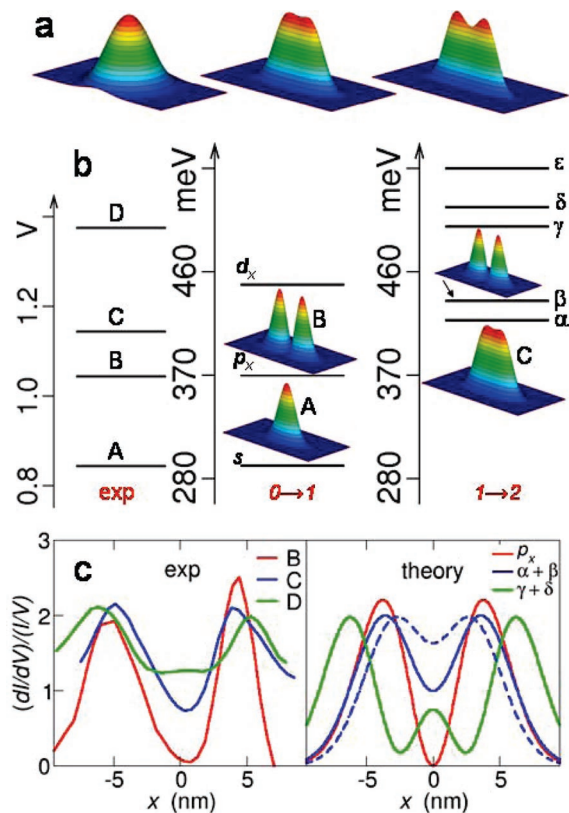 a
b
V
1.2
1.0
0.8
D
C
B
A
exp
meV
460
370
280
d_x
B
p_x
A
s
0→1
meV
460
370
280
ε
δ
γ
β
α
C
1→2
c
exp
B
C
D
theory
p_x
α + β
γ + δ
(dI/dV)/(I/V)
3
2
1
0
-5 0 5
x (nm)
-5 0 5
x (nm)